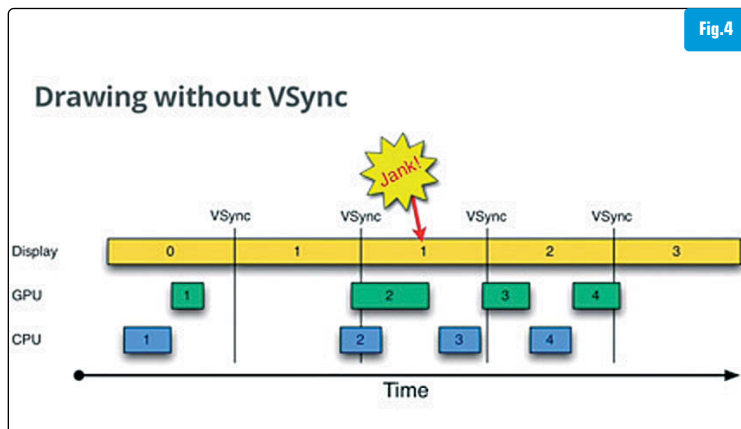 Fig.4
Drawing without VSync
Jank!
VSync VSync VSync VSync
Display 0 1 1 2 3
GPU 1 2 3 4
CPU 1 2 3 4
Time